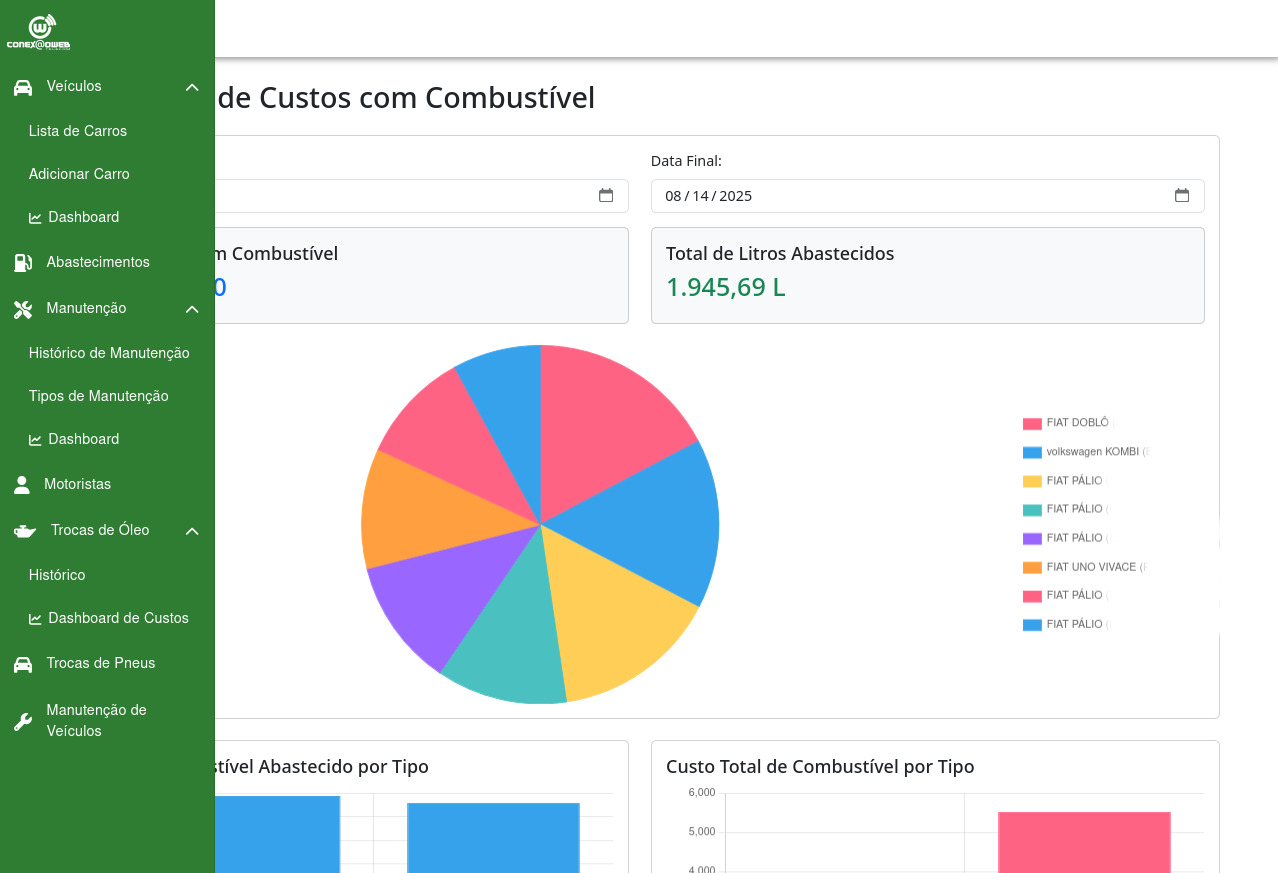 CONEX@OWEB
Veículos
Lista de Carros
Adicionar Carro
Dashboard
Abastecimentos
Manutenção
Histórico de Manutenção
Tipos de Manutenção
Dashboard
Motoristas
Trocas de Óleo
Histórico
Dashboard de Custos
Trocas de Pneus
Manutenção de
Veículos
de Custos com Combustível
Data Final:
08/14/2025
m Combustível
0
Total de Litros Abastecidos
1.945,69 L
FIAT DOBLÔ
volkswagen KOMBI (
FIAT PÁLIO
FIAT PÁLIO (
FIAT PÁLIO (
FIAT UNO VIVACE (
FIAT PÁLIO (
FIAT PÁLIO (
stível Abastecido por Tipo
Custo Total de Combustível por Tipo
6,000
5,000
4,000